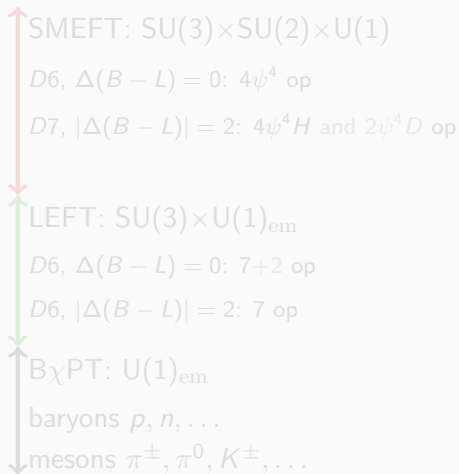 SMEFT: SU(3)×SU(2)×U(1)
D6, Δ(B − L) = 0: 4ψ⁴ op
D7, |Δ(B − L)| = 2: 4ψ⁴H and 2ψ⁴D op
LEFT: SU(3)×U(1)em
D6, Δ(B − L) = 0: 7+2 op
D6, |Δ(B − L)| = 2: 7 op
BχPT: U(1)em
baryons p, n, . . .
mesons π±, π⁰, K±, . . .